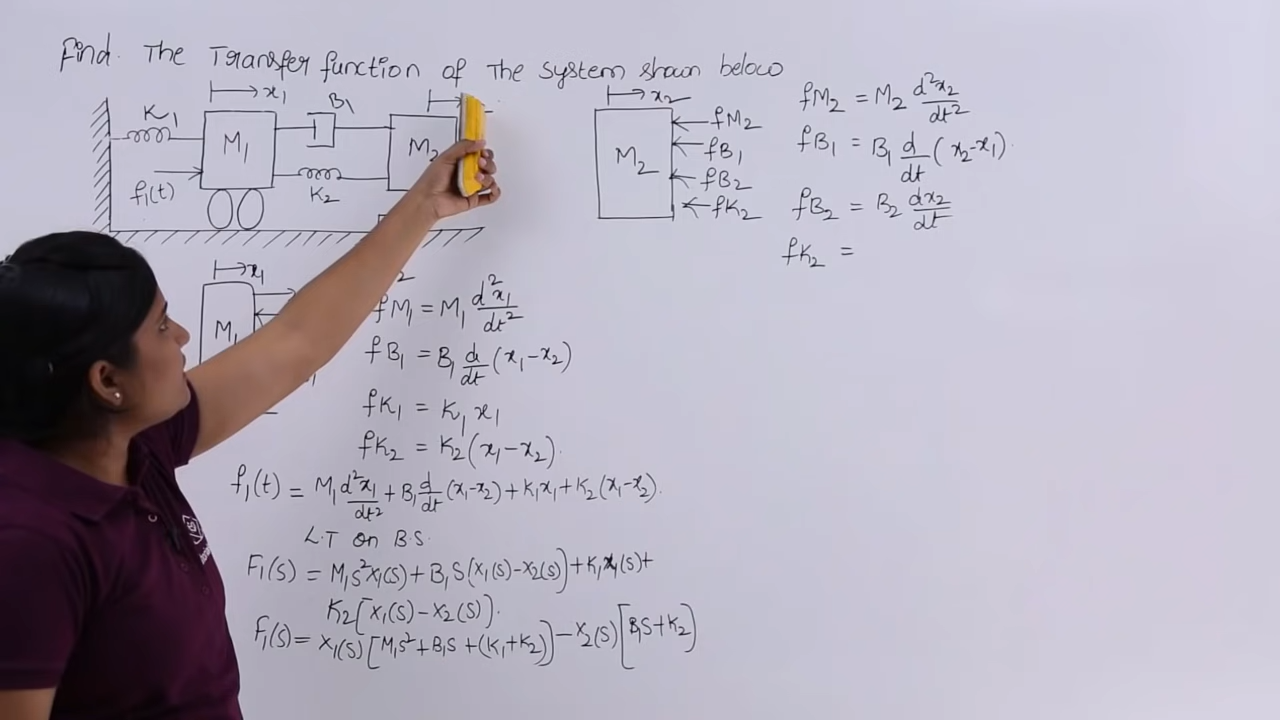 Find The Transfer function of The System shown below
x₁
K₁
M₁
B₁
K₂
f₁(t)
M₂
x₁
M₁
fM₁ = M₁ d²x₁/dt²
fB₁ = B₁ d/dt (x₁-x₂)
fK₁ = K₁ x₁
fK₂ = K₂(x₁-x₂).
f₁(t) = M₁ d²x₁/dt² + B₁ d/dt (x₁-x₂) + K₁x₁ + K₂(x₁-x₂).
L.T on B.S.
F₁(s) = M₁s²X₁(s) + B₁S(X₁(s)-X₂(s)) + K₁X₁(s) +
K₂[X₁(s)-X₂(s)].
F₁(s) = X₁(s)[M₁s² + B₁s + (K₁+K₂)] - X₂(s)[B₁S+K₂]
x₂
M₂
fM₂
fB₁
fB₂
fK₂
fM₂ = M₂ d²x₂/dt²
fB₁ = B₁ d/dt (x₂-x₁).
fB₂ = B₂ dx₂/dt
fK₂ =